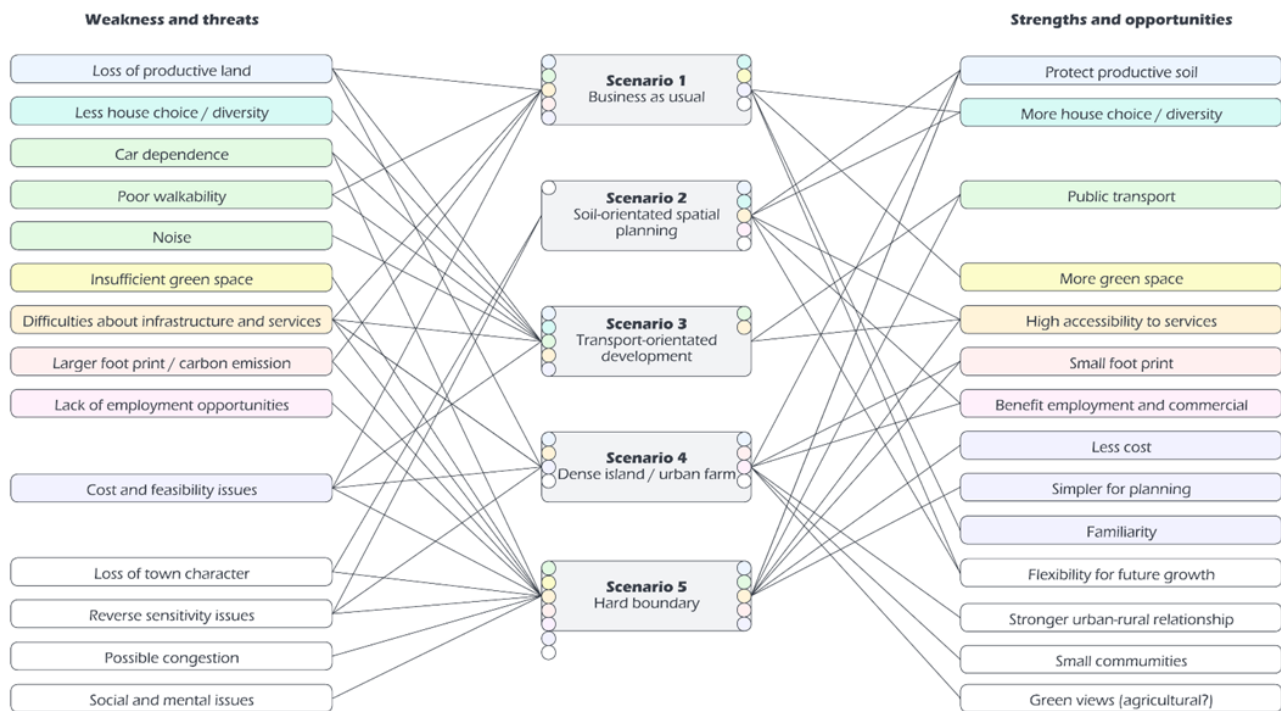 Weakness and threats
Loss of productive land
Less house choice / diversity
Car dependence
Poor walkability
Noise
Insufficient green space
Difficulties about infrastructure and services
Larger foot print / carbon emission
Lack of employment opportunities
Cost and feasibility issues
Loss of town character
Reverse sensitivity issues
Possible congestion
Social and mental issues
Scenario 1
Business as usual
Scenario 2
Soil-orientated spatial
planning
Scenario 3
Transport-orientated
development
Scenario 4
Dense island / urban farm
Scenario 5
Hard boundary
Strengths and opportunities
Protect productive soil
More house choice / diversity
Public transport
More green space
High accessibility to services
Small foot print
Benefit employment and commercial
Less cost
Simpler for planning
Familiarity
Flexibility for future growth
Stronger urban-rural relationship
Small commumities
Green views (agricultural?)